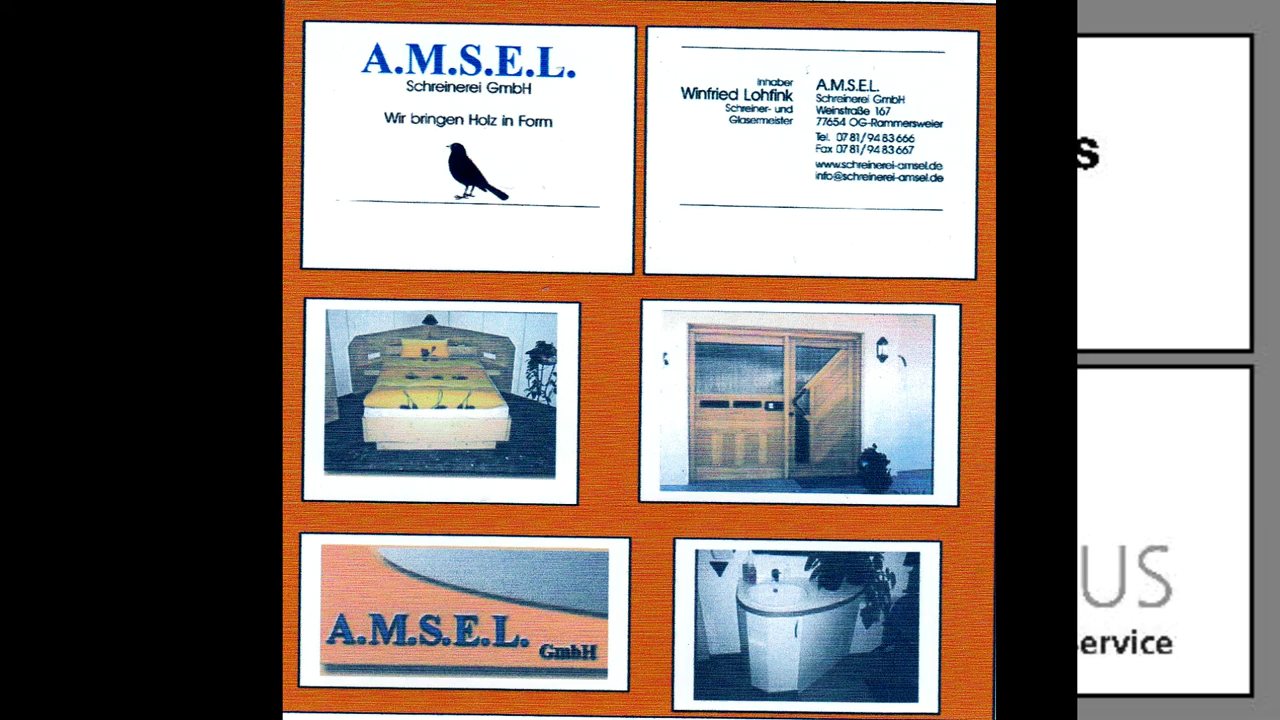 A.M.S.E.L.
Schreinerei GmbH
Wir bringen Holz in Form
Inhaber
Winfried Lohfink
Schreiner- und
Glasermeister
A.M.S.E.L.
Schreinerei GmbH
Weinstraße 167
77654 OG-Rammersweier
Tel. 07 81/94 83 666
Fax 07 81/94 83 667
www.schreinerei-amsel.de
info@schreinerei-amsel.de
A.M.S.E.L.
GmbH
s
US
Service